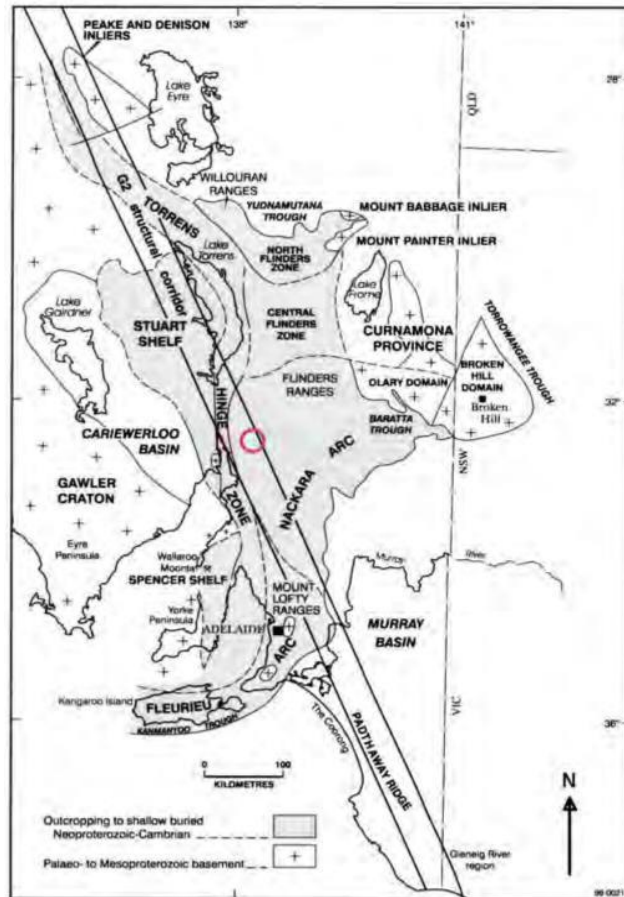 138°
141°
PEAKE AND DENISON
INLIERS
Lake
Eyre
28°
QLD
WILLOURAN
RANGES
YUDNAMUTANA
TROUGH
MOUNT BABBAGE INLIER
MOUNT PAINTER INLIER
G2 structural corridor
TORRENS
Lake
Torrens
NORTH
FLINDERS
ZONE
Lake
Frome
Lake
Gairdner
STUART
SHELF
CENTRAL
FLINDERS
ZONE
CURNAMONA
PROVINCE
TORROWANGEE TROUGH
BROKEN
HILL
DOMAIN
Broken
Hill
FLINDERS
RANGES
OLARY DOMAIN
32°
HINGE
ZONE
BARATTA
TROUGH
CARIEWERLOO
BASIN
NACKARA
ARC
NSW
GAWLER
CRATON
Eyre
Peninsula
Wallaroo
Moonta
SPENCER SHELF
Murray
River
MOUNT
LOFTY
RANGES
Yorke
Peninsula
ADELAIDE
ARC
MURRAY
BASIN
Kangaroo Island
FLEURIEU
KANMANTOO TROUGH
The Coorong
VIC
36°
PADTHAWAY RIDGE
0 100
KILOMETRES
N
Outcropping to shallow buried
Neoproterozoic-Cambrian
Palaeo- to Mesoproterozoic basement
Glenelg River
region